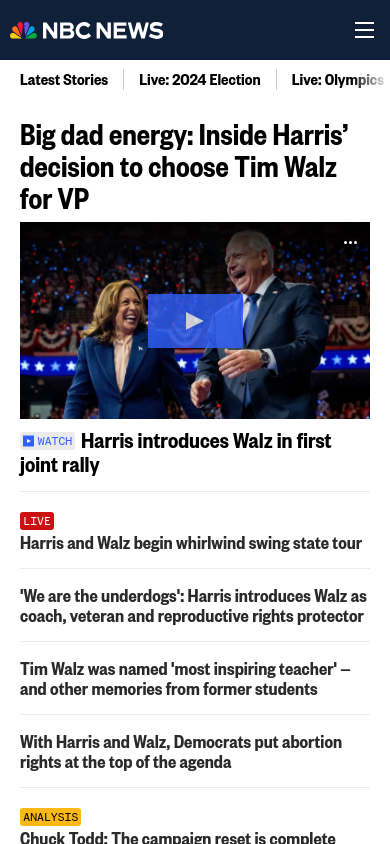 NBC NEWS
Latest Stories
Live: 2024 Election
Live: Olympics
Big dad energy: Inside Harris’
decision to choose Tim Walz
for VP
WATCH Harris introduces Walz in first
joint rally
LIVE
Harris and Walz begin whirlwind swing state tour
'We are the underdogs': Harris introduces Walz as
coach, veteran and reproductive rights protector
Tim Walz was named 'most inspiring teacher' —
and other memories from former students
With Harris and Walz, Democrats put abortion
rights at the top of the agenda
ANALYSIS
Chuck Todd: The campaign reset is complete